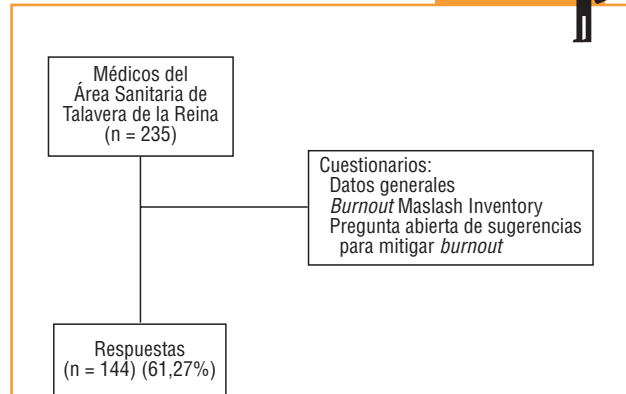 Médicos del
Área Sanitaria de
Talavera de la Reina
(n = 235)
Cuestionarios:
Datos generales
Burnout Maslash Inventory
Pregunta abierta de sugerencias
para mitigar burnout
Respuestas
(n = 144) (61,27%)